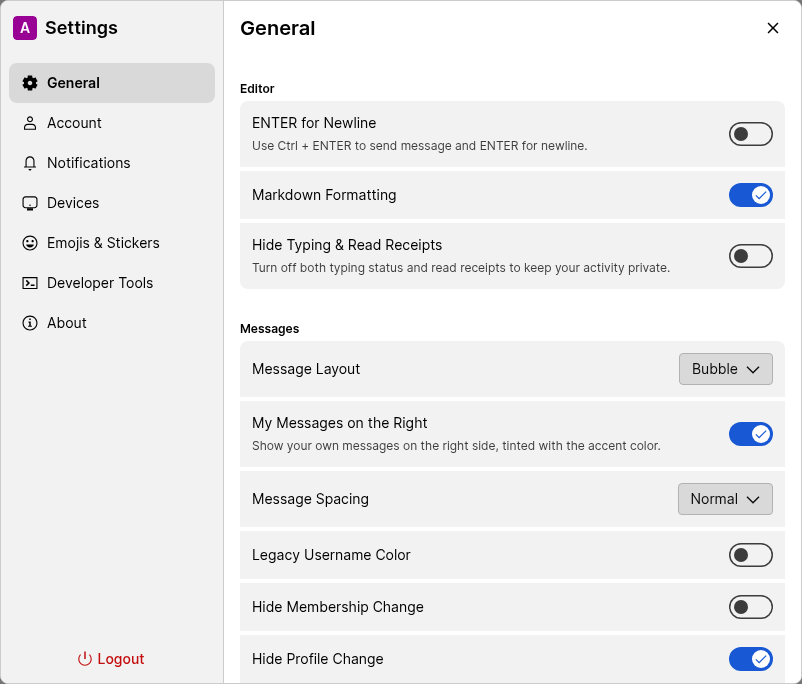 A Settings
General
Account
Notifications
Devices
Emojis & Stickers
Developer Tools
About
Logout
General
Editor
ENTER for Newline
Use Ctrl + ENTER to send message and ENTER for newline.
Markdown Formatting
Hide Typing & Read Receipts
Turn off both typing status and read receipts to keep your activity private.
Messages
Message Layout
Bubble
My Messages on the Right
Show your own messages on the right side, tinted with the accent color.
Message Spacing
Normal
Legacy Username Color
Hide Membership Change
Hide Profile Change